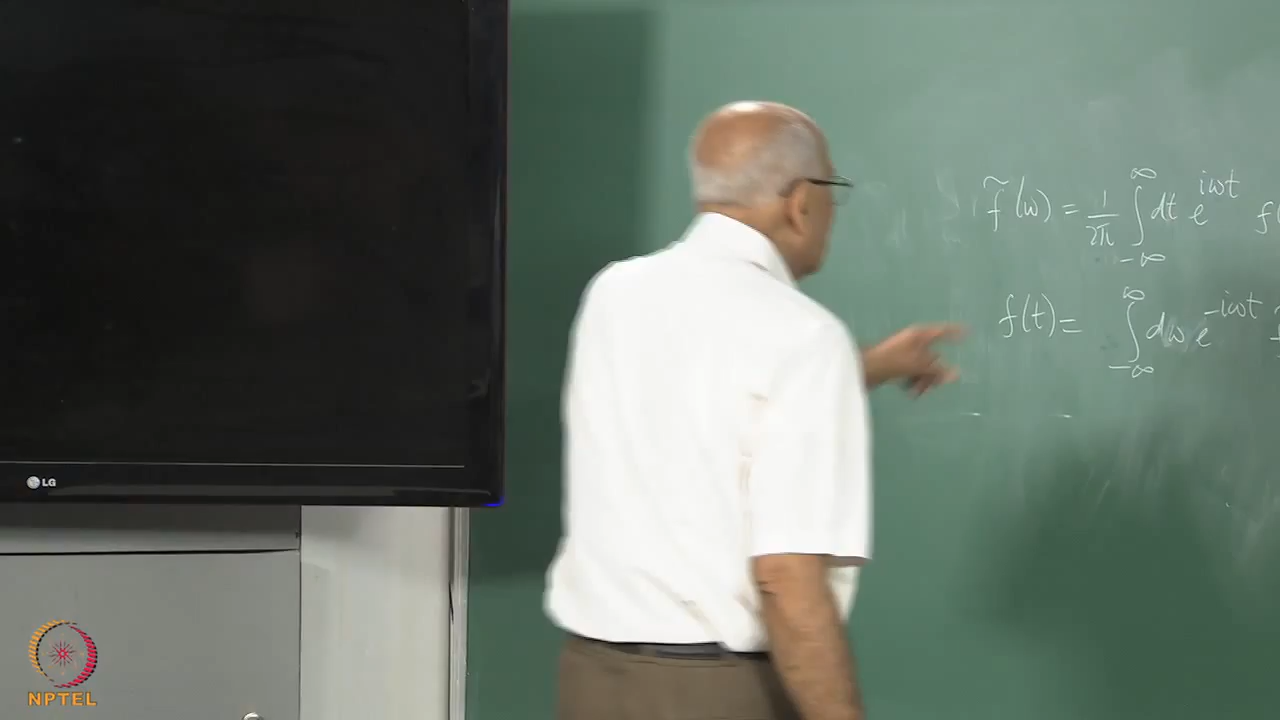 f̃(ω) = 1/2π ∫_{-∞}^{∞} dt e^{iωt} f(
f(t) = ∫_{-∞}^{∞} dω e^{-iωt}
LG
NPTEL